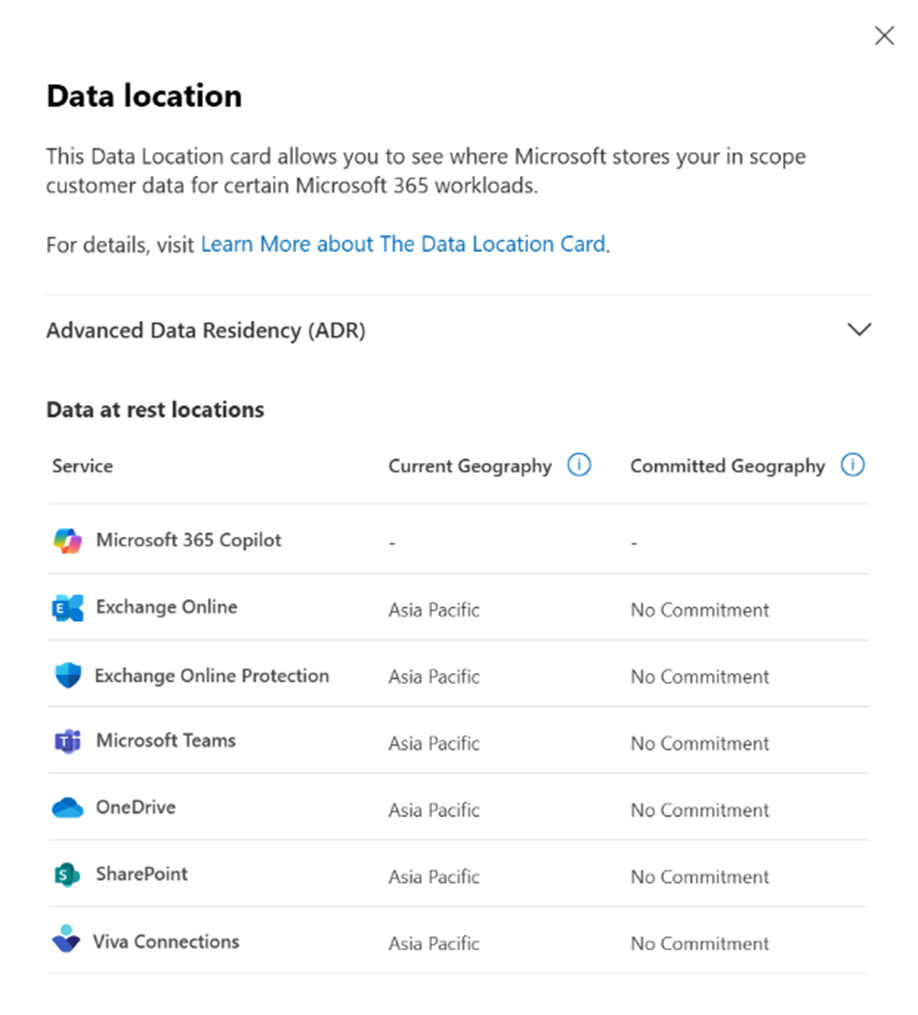 Data location
This Data Location card allows you to see where Microsoft stores your in scope
customer data for certain Microsoft 365 workloads.
For details, visit Learn More about The Data Location Card.
Advanced Data Residency (ADR)
Data at rest locations
Service Current Geography Committed Geography
Microsoft 365 Copilot - -
Exchange Online Asia Pacific No Commitment
Exchange Online Protection Asia Pacific No Commitment
Microsoft Teams Asia Pacific No Commitment
OneDrive Asia Pacific No Commitment
SharePoint Asia Pacific No Commitment
Viva Connections Asia Pacific No Commitment